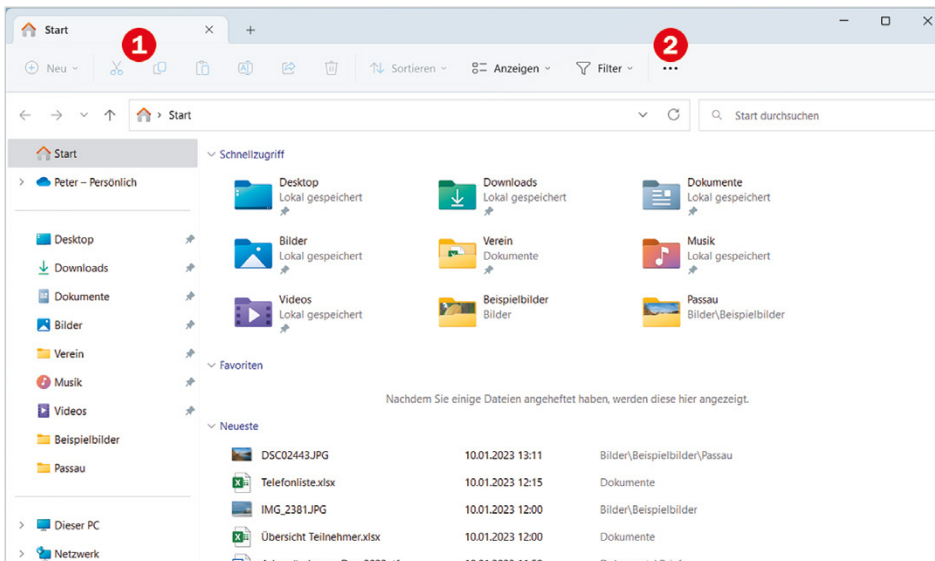 Start
1
2
Neu
Sortieren
Anzeigen
Filter
Start
Start durchsuchen
Start
Peter – Persönlich
Desktop
Downloads
Dokumente
Bilder
Verein
Musik
Videos
Beispielbilder
Passau
Dieser PC
Netzwerk
Schnellzugriff
Desktop
Lokal gespeichert
Downloads
Lokal gespeichert
Dokumente
Lokal gespeichert
Bilder
Lokal gespeichert
Verein
Dokumente
Musik
Lokal gespeichert
Videos
Lokal gespeichert
Beispielbilder
Bilder
Passau
Bilder\Beispielbilder
Favoriten
Nachdem Sie einige Dateien angeheftet haben, werden diese hier angezeigt.
Neueste
DSC02443.JPG 10.01.2023 13:11 Bilder\Beispielbilder\Passau
Telefonliste.xlsx 10.01.2023 12:15 Dokumente
IMG_2381.JPG 10.01.2023 12:00 Bilder\Beispielbilder
Übersicht Teilnehmer.xlsx 10.01.2023 12:00 Dokumente